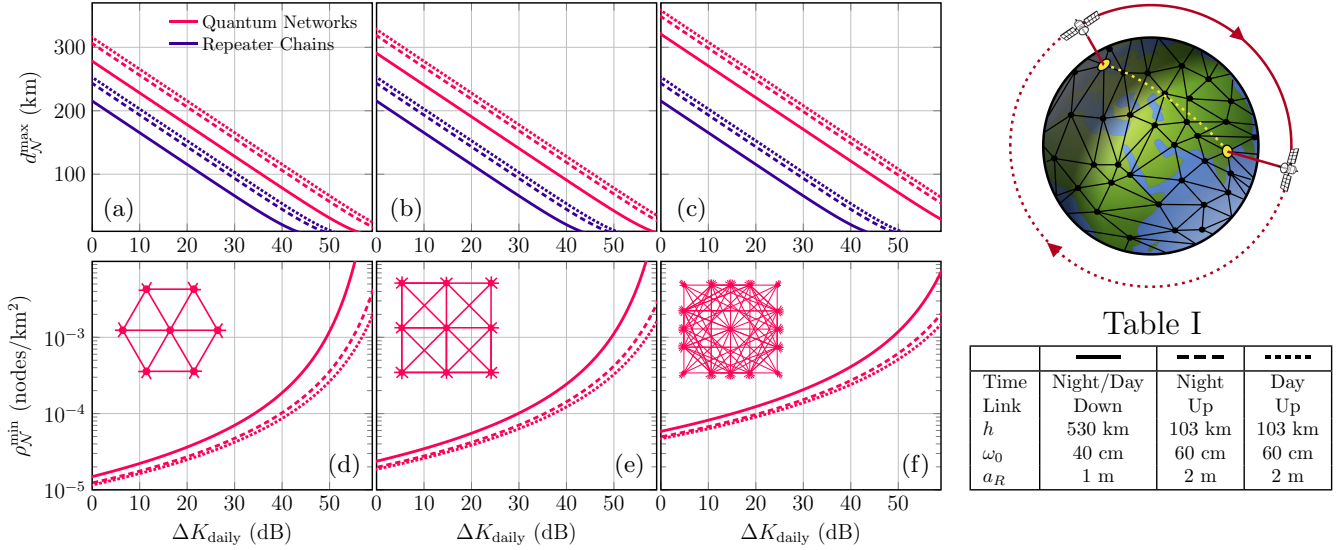 Quantum Networks
Repeater Chains
d_𝒩^max (km)
300
200
100
(a)
(b)
(c)
0 10 20 30 40 50
0 10 20 30 40 50
0 10 20 30 40 50
ρ_𝒩^min (nodes/km²)
10⁻³
10⁻⁴
10⁻⁵
(d)
(e)
(f)
0 10 20 30 40 50
0 10 20 30 40 50
0 10 20 30 40 50
ΔK_daily (dB)
ΔK_daily (dB)
ΔK_daily (dB)
Table I
Time Night/Day Night Day
Link Down Up Up
h 530 km 103 km 103 km
ω₀ 40 cm 60 cm 60 cm
a_R 1 m 2 m 2 m